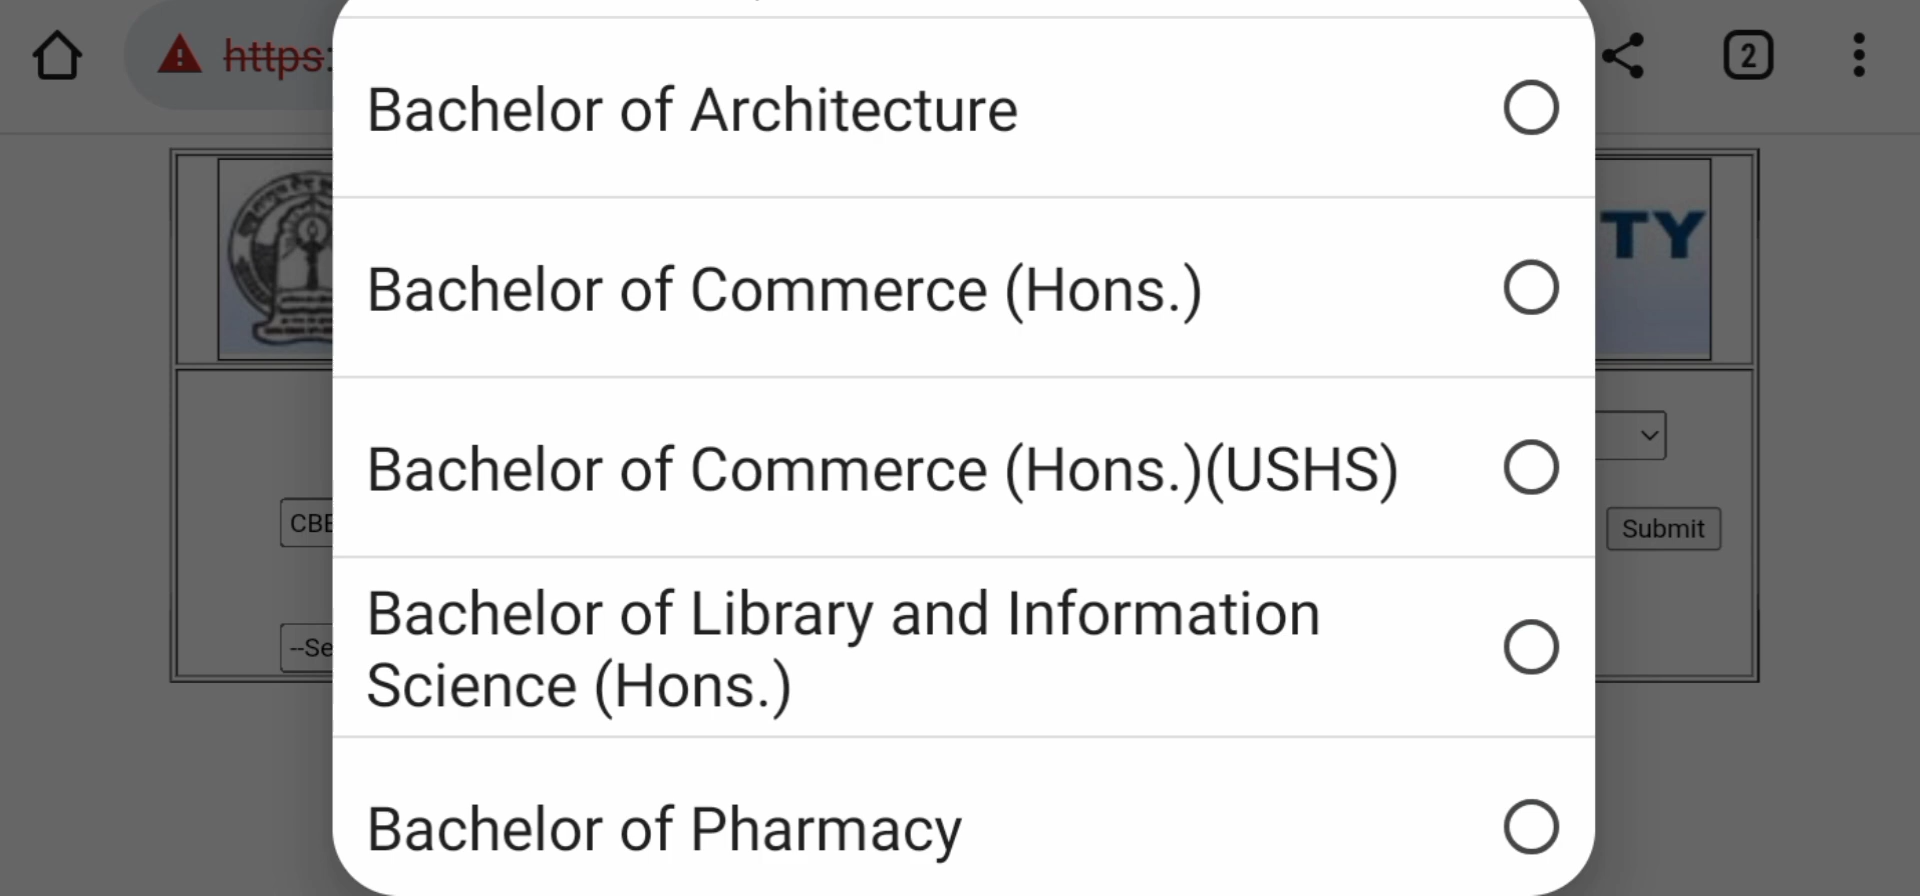 https:
2
Bachelor of Architecture
Bachelor of Commerce (Hons.)
Bachelor of Commerce (Hons.)(USHS)
Bachelor of Library and Information
Science (Hons.)
Bachelor of Pharmacy
TY
CBE
Submit
--Se